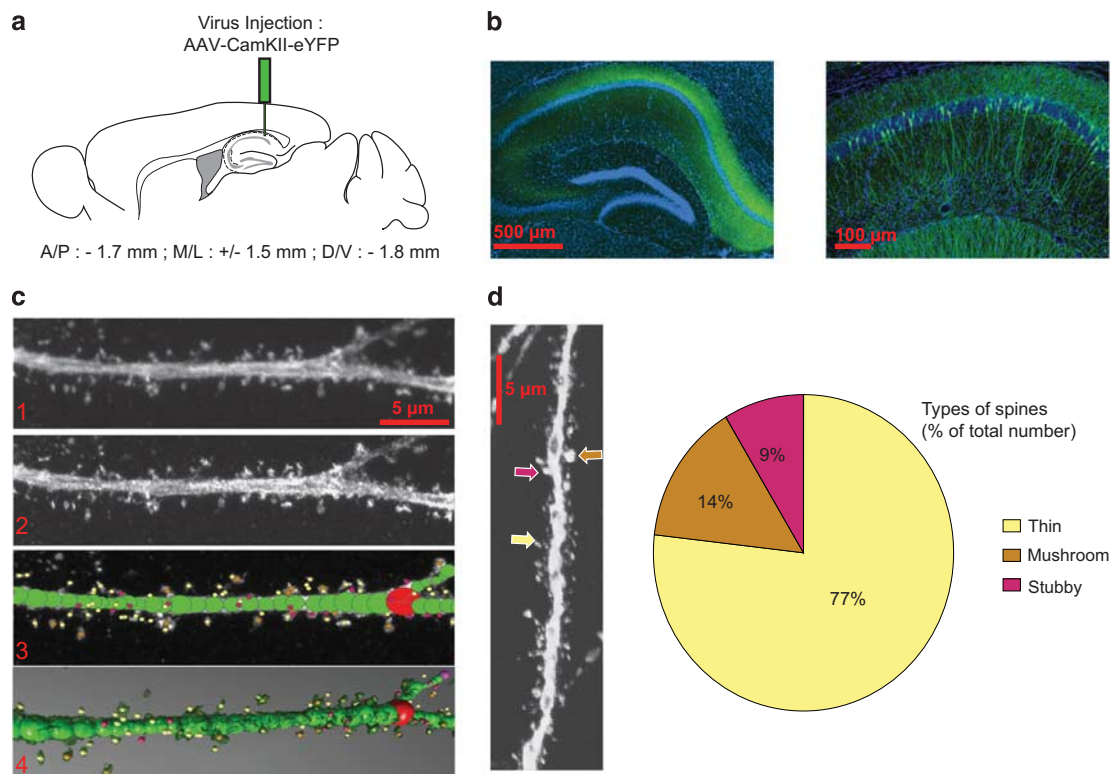 a
Virus Injection :
AAV-CamKII-eYFP
A/P : - 1.7 mm ; M/L : +/- 1.5 mm ; D/V : - 1.8 mm
b
500 µm
100 µm
c
1
5 µm
2
3
4
d
5 µm
Types of spines
(% of total number)
9%
14%
77%
Thin
Mushroom
Stubby